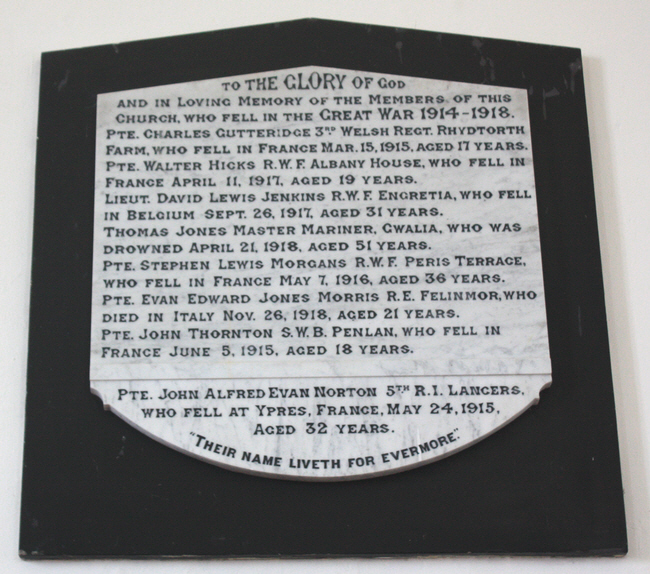 TO THE GLORY OF GOD
AND IN LOVING MEMORY OF THE MEMBERS OF THIS
CHURCH, WHO FELL IN THE GREAT WAR 1914-1918.
PTE. CHARLES GUTTERIDGE 3RD WELSH REGT. RHYDTORTH
FARM, WHO FELL IN FRANCE MAR. 15, 1915, AGED 17 YEARS.
PTE. WALTER HICKS R.W.F. ALBANY HOUSE, WHO FELL IN
FRANCE APRIL 11, 1917, AGED 19 YEARS.
LIEUT. DAVID LEWIS JENKINS R.W.F. ENGRETIA, WHO FELL
IN BELGIUM SEPT. 26, 1917, AGED 31 YEARS.
THOMAS JONES MASTER MARINER, GWALIA, WHO WAS
DROWNED APRIL 21, 1918, AGED 51 YEARS.
PTE. STEPHEN LEWIS MORGANS R.W.F. PERIS TERRACE,
WHO FELL IN FRANCE MAY 7, 1916, AGED 36 YEARS.
PTE. EVAN EDWARD JONES MORRIS R.E. FELINMOR, WHO
DIED IN ITALY NOV. 26, 1918, AGED 21 YEARS.
PTE. JOHN THORNTON S.W.B. PENLAN, WHO FELL IN
FRANCE JUNE 5, 1915, AGED 18 YEARS.
PTE. JOHN ALFRED EVAN NORTON 5TH R.I. LANCERS,
WHO FELL AT YPRES, FRANCE, MAY 24, 1915,
AGED 32 YEARS.
"THEIR NAME LIVETH FOR EVERMORE."